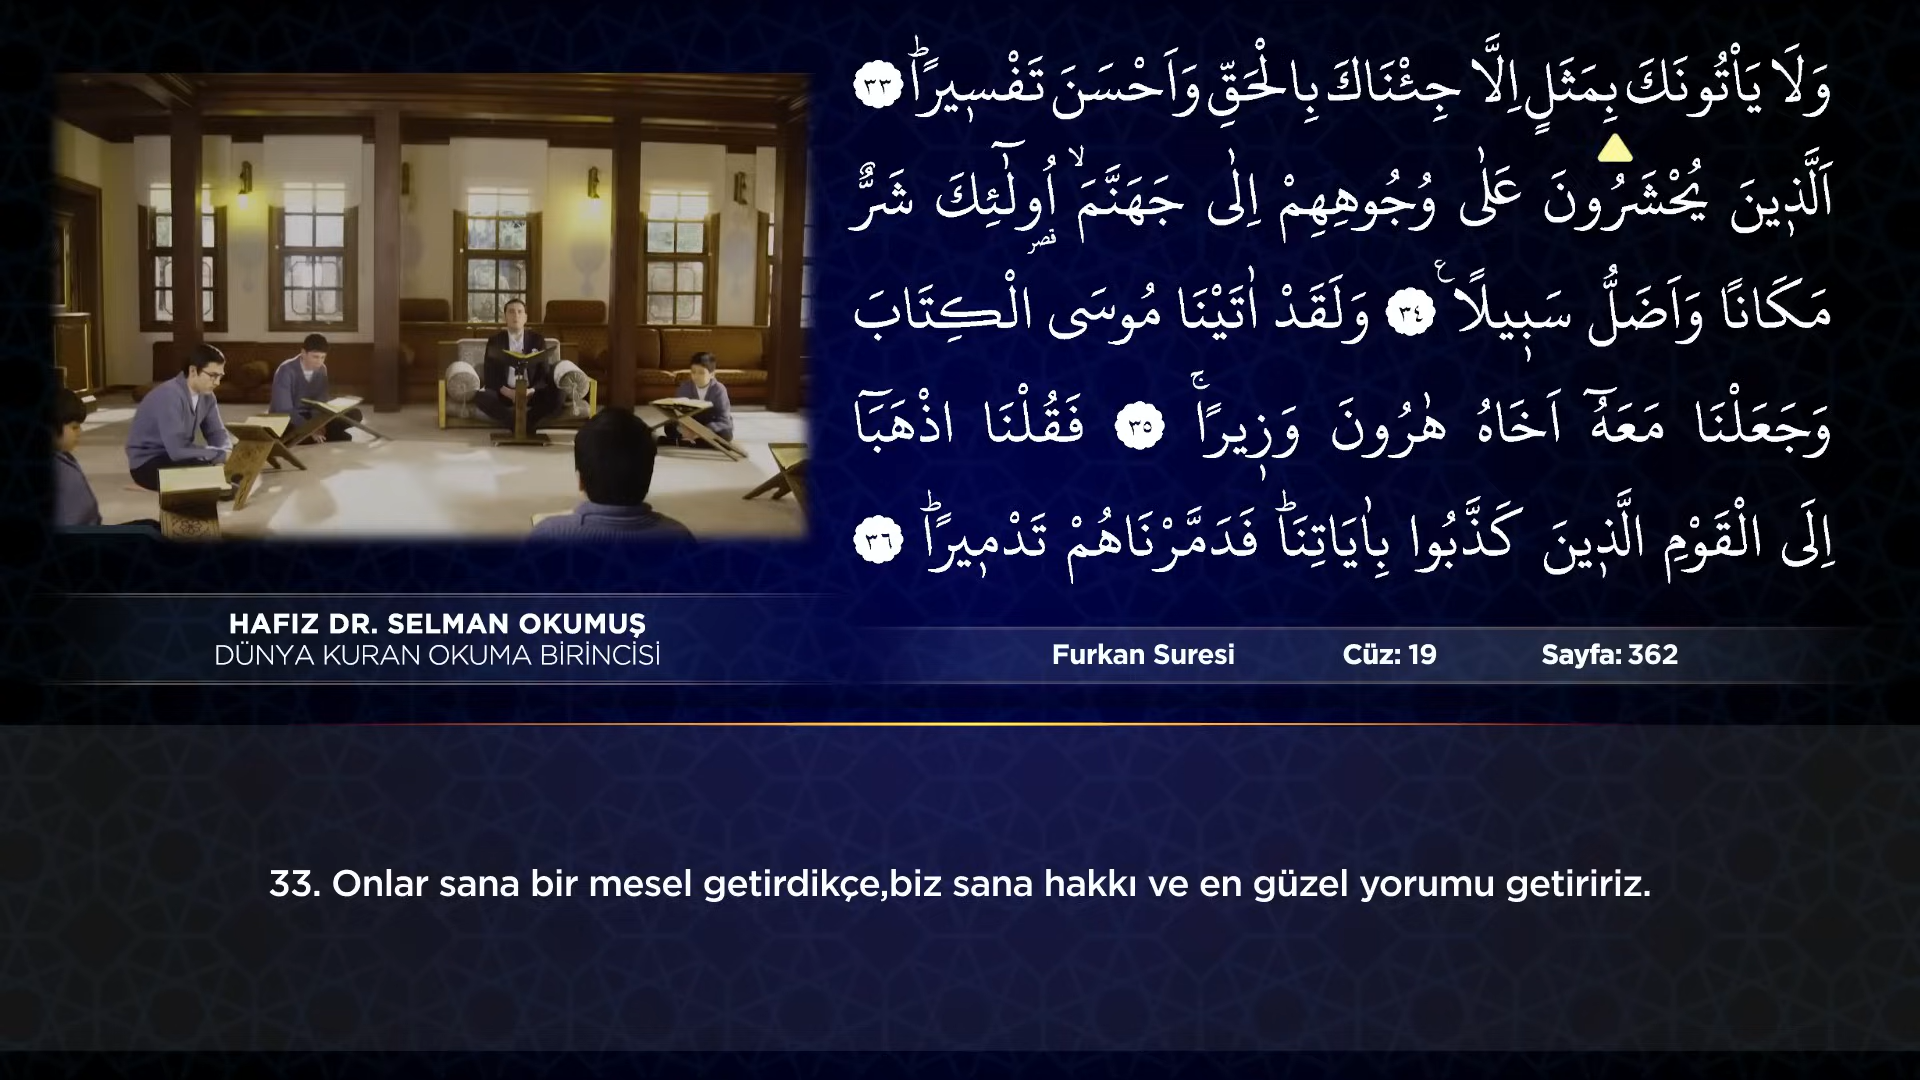 وَلَا يَأْتُونَكَ بِمَثَلٍ اِلَّا جِئْنَاكَ بِالْحَقِّ وَاَحْسَنَ تَفْسٖيرًاؕ ﴿٣٣﴾
اَلَّذٖينَ يُحْشَرُونَ عَلٰى وُجُوهِهِمْ اِلٰى جَهَنَّمَۙ اُو۬لٰٓئِكَ شَرٌّ
قصر
مَكَانًا وَاَضَلُّ سَبٖيلًاࣖ ﴿٣٤﴾ وَلَقَدْ اٰتَيْنَا مُوسَى الْكِتَابَ
وَجَعَلْنَا مَعَهُٓ اَخَاهُ هٰرُونَ وَزٖيرًاۚ ﴿٣٥﴾ فَقُلْنَا اذْهَبَٓا
اِلَى الْقَوْمِ الَّذٖينَ كَذَّبُوا بِاٰيَاتِنَاؕ فَدَمَّرْنَاهُمْ تَدْمٖيرًاؕ ﴿٣٦﴾
HAFIZ DR. SELMAN OKUMUŞ
DÜNYA KURAN OKUMA BİRİNCİSİ
Furkan Suresi Cüz: 19 Sayfa: 362
33. Onlar sana bir mesel getirdikçe,biz sana hakkı ve en güzel yorumu getiririz.